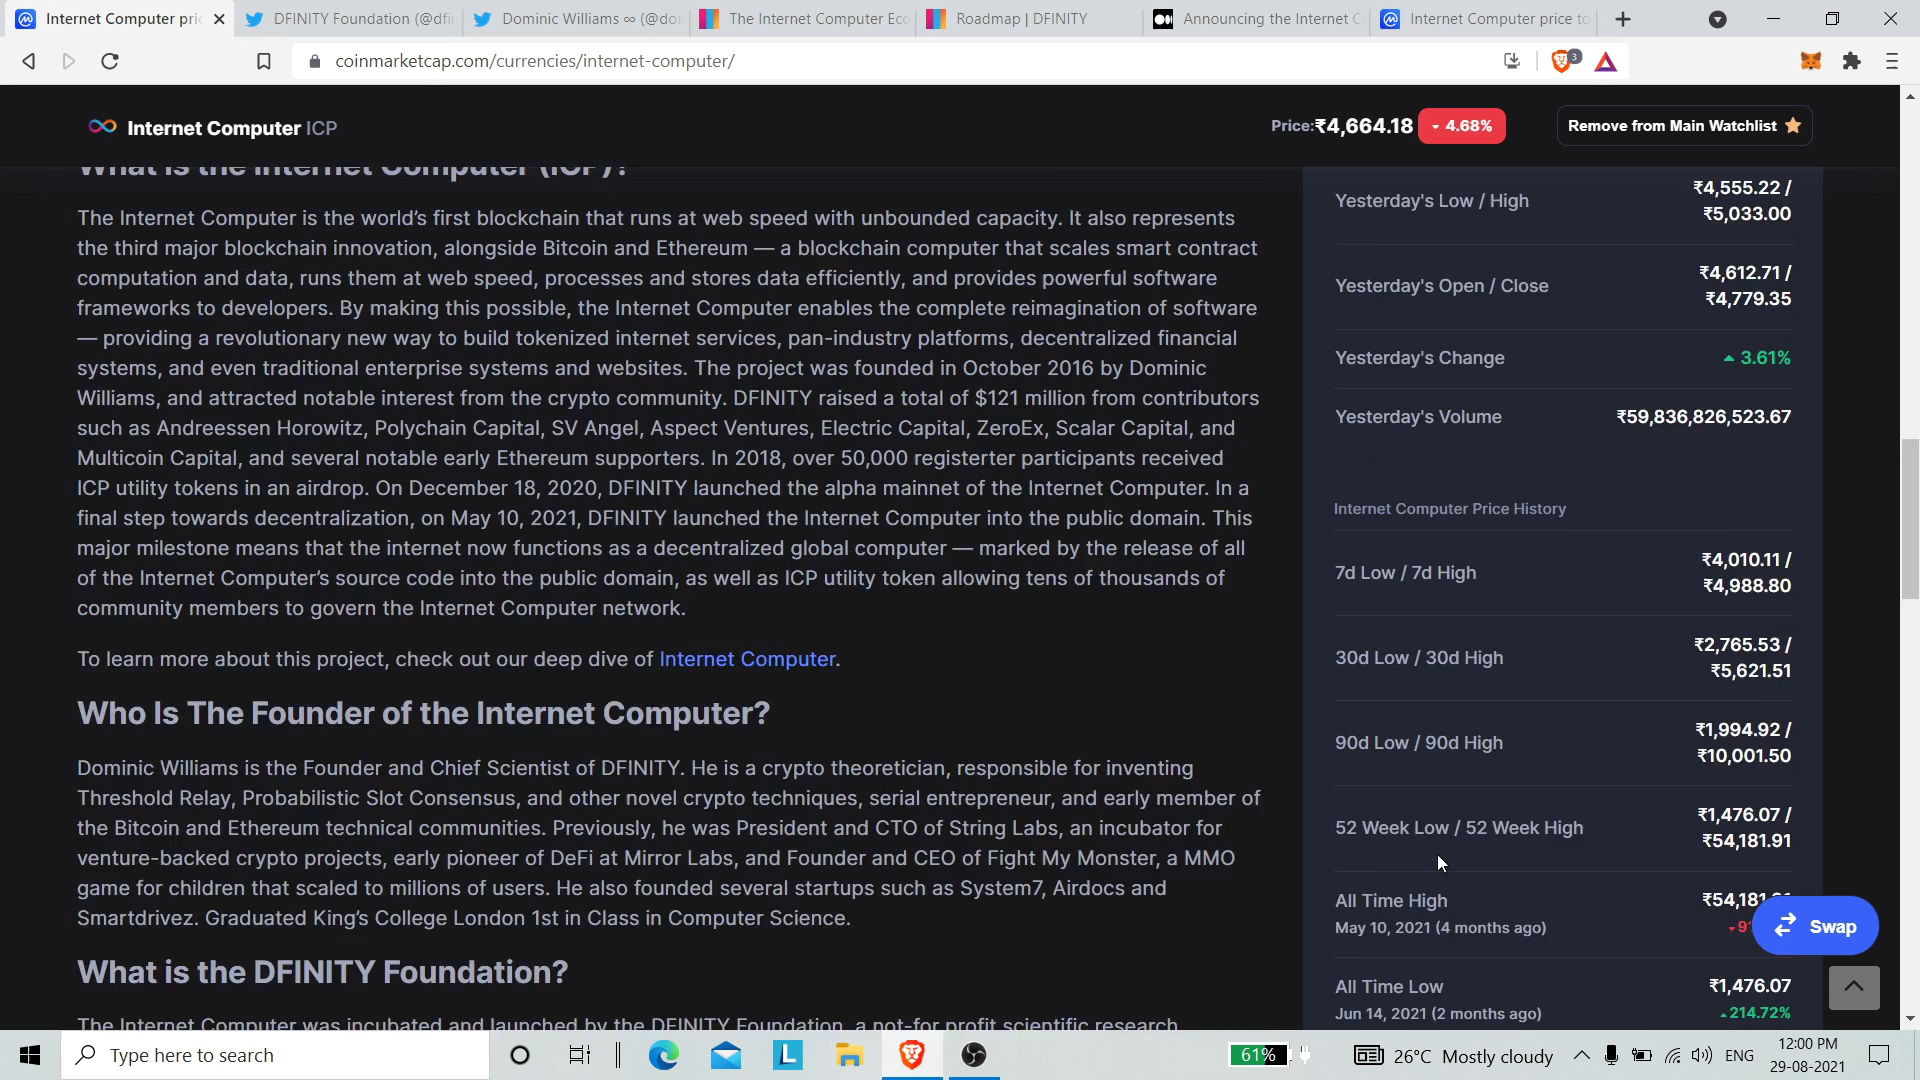 Internet Computer pri
DFINITY Foundation (@dfi
Dominic Williams ∞ (@do
The Internet Computer Eco
Roadmap | DFINITY
Announcing the Internet C
Internet Computer price to
coinmarketcap.com/currencies/internet-computer/
3
Internet Computer ICP
Price:₹4,664.18
4.68%
Remove from Main Watchlist
What is the Internet Computer (ICP)?
The Internet Computer is the world's first blockchain that runs at web speed with unbounded capacity. It also represents
the third major blockchain innovation, alongside Bitcoin and Ethereum — a blockchain computer that scales smart contract
computation and data, runs them at web speed, processes and stores data efficiently, and provides powerful software
frameworks to developers. By making this possible, the Internet Computer enables the complete reimagination of software
— providing a revolutionary new way to build tokenized internet services, pan-industry platforms, decentralized financial
systems, and even traditional enterprise systems and websites. The project was founded in October 2016 by Dominic
Williams, and attracted notable interest from the crypto community. DFINITY raised a total of $121 million from contributors
such as Andreessen Horowitz, Polychain Capital, SV Angel, Aspect Ventures, Electric Capital, ZeroEx, Scalar Capital, and
Multicoin Capital, and several notable early Ethereum supporters. In 2018, over 50,000 registerter participants received
ICP utility tokens in an airdrop. On December 18, 2020, DFINITY launched the alpha mainnet of the Internet Computer. In a
final step towards decentralization, on May 10, 2021, DFINITY launched the Internet Computer into the public domain. This
major milestone means that the internet now functions as a decentralized global computer — marked by the release of all
of the Internet Computer's source code into the public domain, as well as ICP utility token allowing tens of thousands of
community members to govern the Internet Computer network.
To learn more about this project, check out our deep dive of Internet Computer.
Who Is The Founder of the Internet Computer?
Dominic Williams is the Founder and Chief Scientist of DFINITY. He is a crypto theoretician, responsible for inventing
Threshold Relay, Probabilistic Slot Consensus, and other novel crypto techniques, serial entrepreneur, and early member of
the Bitcoin and Ethereum technical communities. Previously, he was President and CTO of String Labs, an incubator for
venture-backed crypto projects, early pioneer of DeFi at Mirror Labs, and Founder and CEO of Fight My Monster, a MMO
game for children that scaled to millions of users. He also founded several startups such as System7, Airdocs and
Smartdrivez. Graduated King's College London 1st in Class in Computer Science.
What is the DFINITY Foundation?
The Internet Computer was incubated and launched by the DFINITY Foundation, a not-for profit scientific research
Yesterday's Low / High
₹4,555.22 /
₹5,033.00
Yesterday's Open / Close
₹4,612.71 /
₹4,779.35
Yesterday's Change
3.61%
Yesterday's Volume
₹59,836,826,523.67
Internet Computer Price History
7d Low / 7d High
₹4,010.11 /
₹4,988.80
30d Low / 30d High
₹2,765.53 /
₹5,621.51
90d Low / 90d High
₹1,994.92 /
₹10,001.50
52 Week Low / 52 Week High
₹1,476.07 /
₹54,181.91
All Time High
₹54,181.91
May 10, 2021 (4 months ago)
Swap
All Time Low
₹1,476.07
Jun 14, 2021 (2 months ago)
214.72%
Type here to search
61%
26°C Mostly cloudy
ENG
12:00 PM
29-08-2021